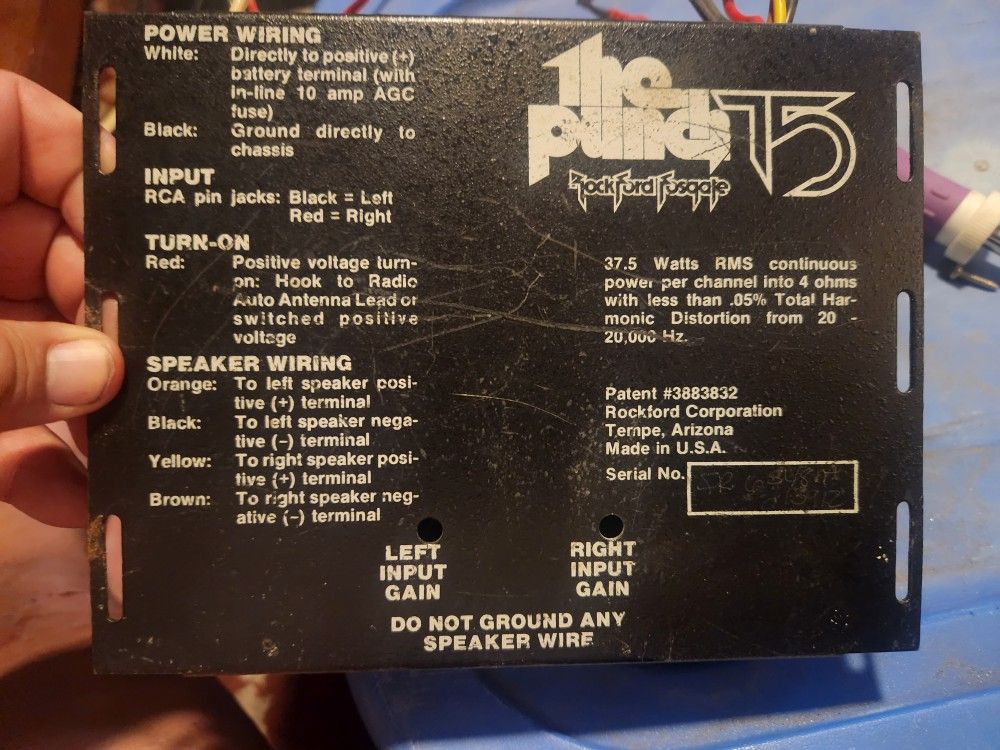 POWER WIRING
White: Directly to positive (+)
battery terminal (with
in-line 10 amp AGC
fuse)
Black: Ground directly to
chassis
INPUT
RCA pin jacks: Black = Left
Red = Right
TURN-ON
Red: Positive voltage turn-
on: Hook to Radio
Auto Antenna Lead or
switched positive
voltage
SPEAKER WIRING
Orange: To left speaker posi-
tive (+) terminal
Black: To left speaker nega-
tive (-) terminal
Yellow: To right speaker posi-
tive (+) terminal
Brown: To right speaker neg-
ative (-) terminal
the
punch 75
Rockford Fosgate
37.5 Watts RMS continuous
power per channel into 4 ohms
with less than .05% Total Har-
monic Distortion from 20 -
20,000 Hz.
Patent #3883832
Rockford Corporation
Tempe, Arizona
Made in U.S.A.
Serial No.
LEFT
INPUT
GAIN
RIGHT
INPUT
GAIN
DO NOT GROUND ANY
SPEAKER WIRE